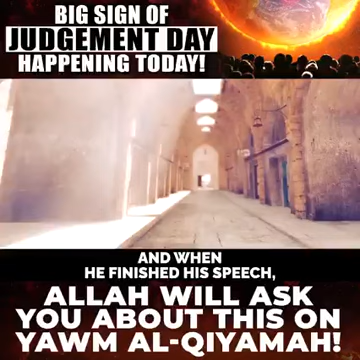 BIG SIGN OF
JUDGEMENT DAY
HAPPENING TODAY!
AND WHEN
HE FINISHED HIS SPEECH,
ALLAH WILL ASK
YOU ABOUT THIS ON
YAWM AL-QIYAMAH!